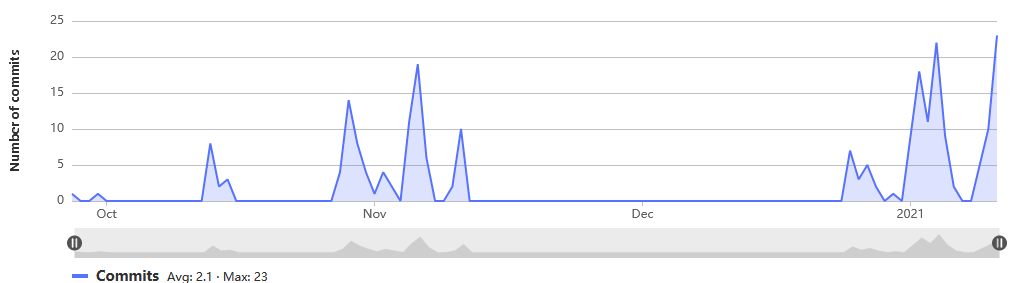 25
20
15
10
5
0
Number of commits
Oct
Nov
Dec
2021
Commits Avg: 2.1 · Max: 23